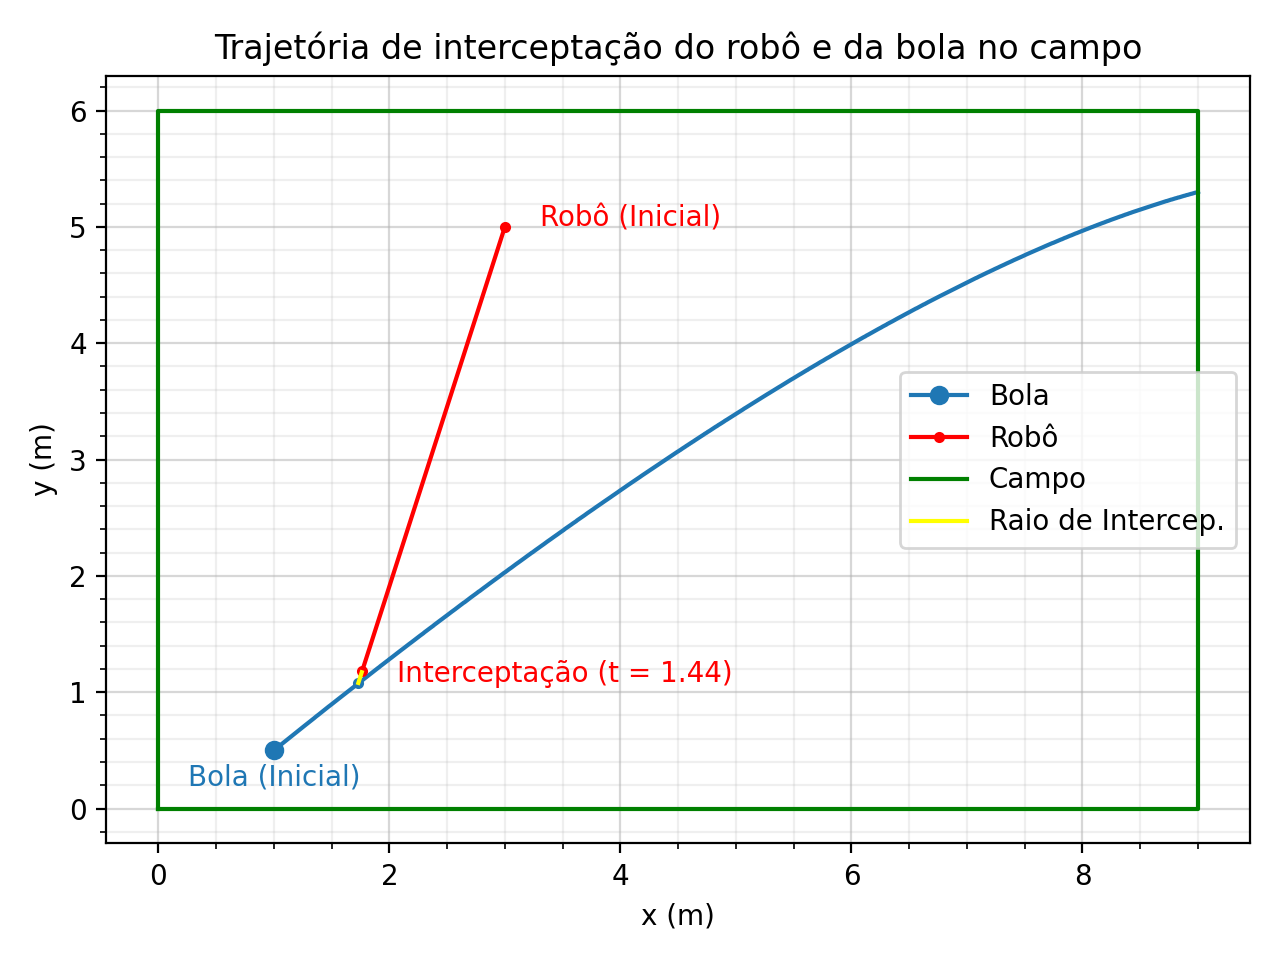 Trajetória de interceptação do robô e da bola no campo
6
5
4
3
2
1
0
y (m)
Robô (Inicial)
Bola
Robô
Campo
Raio de Intercep.
Interceptação (t = 1.44)
Bola (Inicial)
0
2
4
6
8
x (m)